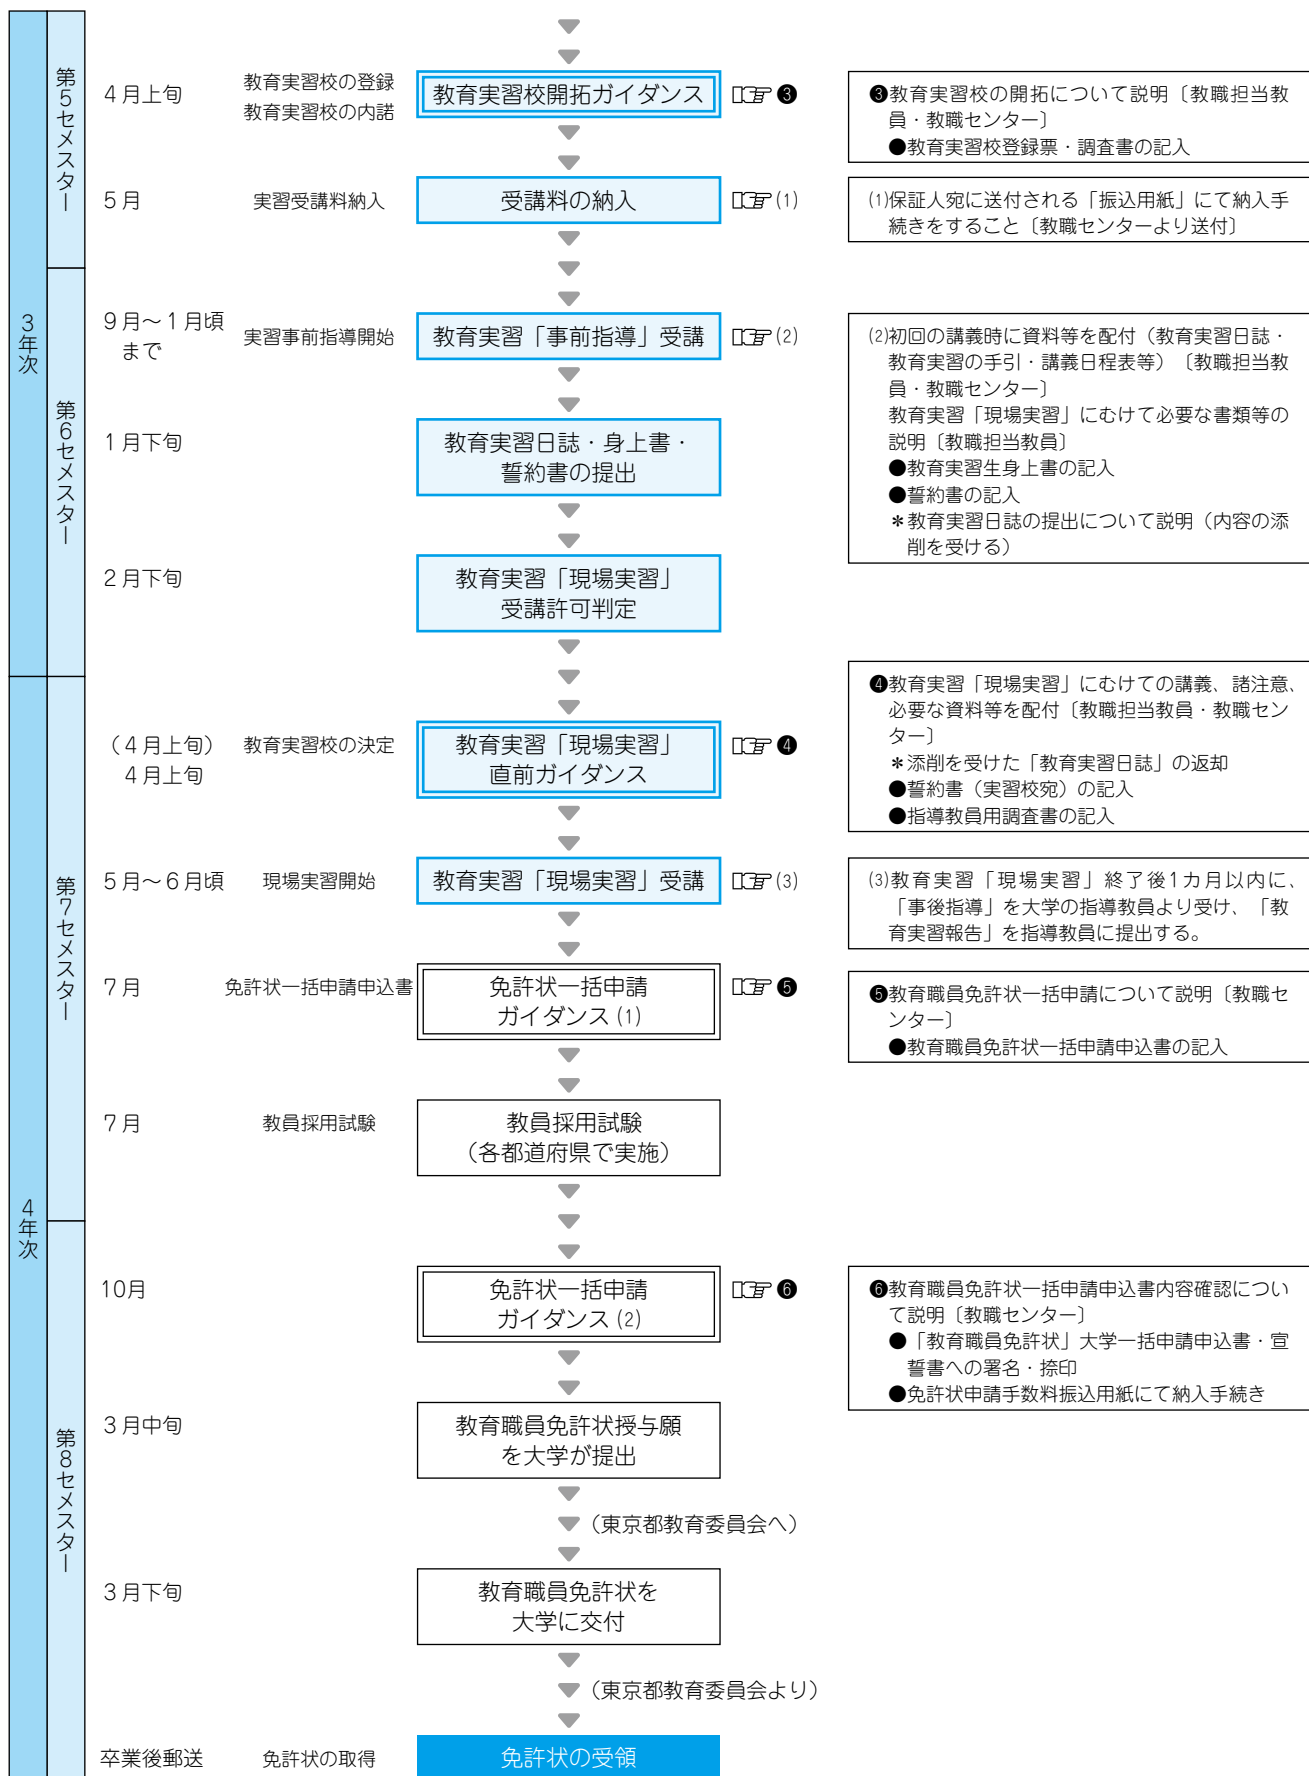 3年次
第5セメスター
4月上旬
教育実習校の登録
教育実習校の内諾
教育実習校開拓ガイダンス
❸
❸教育実習校の開拓について説明〔教職担当教
員・教職センター〕
●教育実習校登録票・調査書の記入
5月
実習受講料納入
受講料の納入
(1)
(1)保証人宛に送付される「振込用紙」にて納入手
続きをすること〔教職センターより送付〕
第6セメスター
9月～1月頃
まで
実習事前指導開始
教育実習「事前指導」受講
(2)
(2)初回の講義時に資料等を配付（教育実習日誌・
教育実習の手引・講義日程表等）〔教職担当教
員・教職センター〕
教育実習「現場実習」にむけて必要な書類等の
説明〔教職担当教員〕
●教育実習生身上書の記入
●誓約書の記入
＊教育実習日誌の提出について説明（内容の添
削を受ける）
1月下旬
教育実習日誌・身上書・
誓約書の提出
2月下旬
教育実習「現場実習」
受講許可判定
4年次
第7セメスター
（4月上旬）
4月上旬
教育実習校の決定
教育実習「現場実習」
直前ガイダンス
❹
❹教育実習「現場実習」にむけての講義、諸注意、
必要な資料等を配付〔教職担当教員・教職セン
ター〕
＊添削を受けた「教育実習日誌」の返却
●誓約書（実習校宛）の記入
●指導教員用調査書の記入
5月～6月頃
現場実習開始
教育実習「現場実習」受講
(3)
(3)教育実習「現場実習」終了後1カ月以内に、
「事後指導」を大学の指導教員より受け、「教
育実習報告」を指導教員に提出する。
7月
免許状一括申請申込書
免許状一括申請
ガイダンス(1)
❺
❺教育職員免許状一括申請について説明〔教職セ
ンター〕
●教育職員免許状一括申請申込書の記入
7月
教員採用試験
教員採用試験
（各都道府県で実施）
第8セメスター
10月
免許状一括申請
ガイダンス(2)
❻
❻教育職員免許状一括申請申込書内容確認につい
て説明〔教職センター〕
●「教育職員免許状」大学一括申請申込書・宣
誓書への署名・捺印
●免許状申請手数料振込用紙にて納入手続き
3月中旬
教育職員免許状授与願
を大学が提出
（東京都教育委員会へ）
3月下旬
教育職員免許状を
大学に交付
（東京都教育委員会より）
卒業後郵送
免許状の取得
免許状の受領